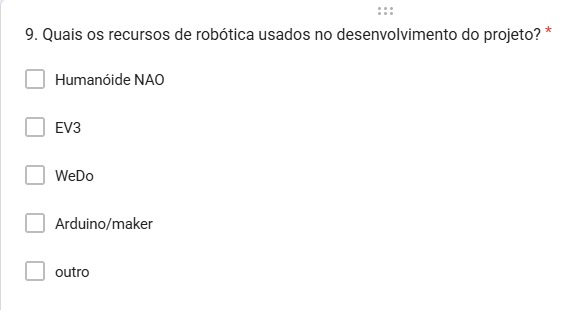 9. Quais os recursos de robótica usados no desenvolvimento do projeto? *
Humanóide NAO
EV3
WeDo
Arduino/maker
outro